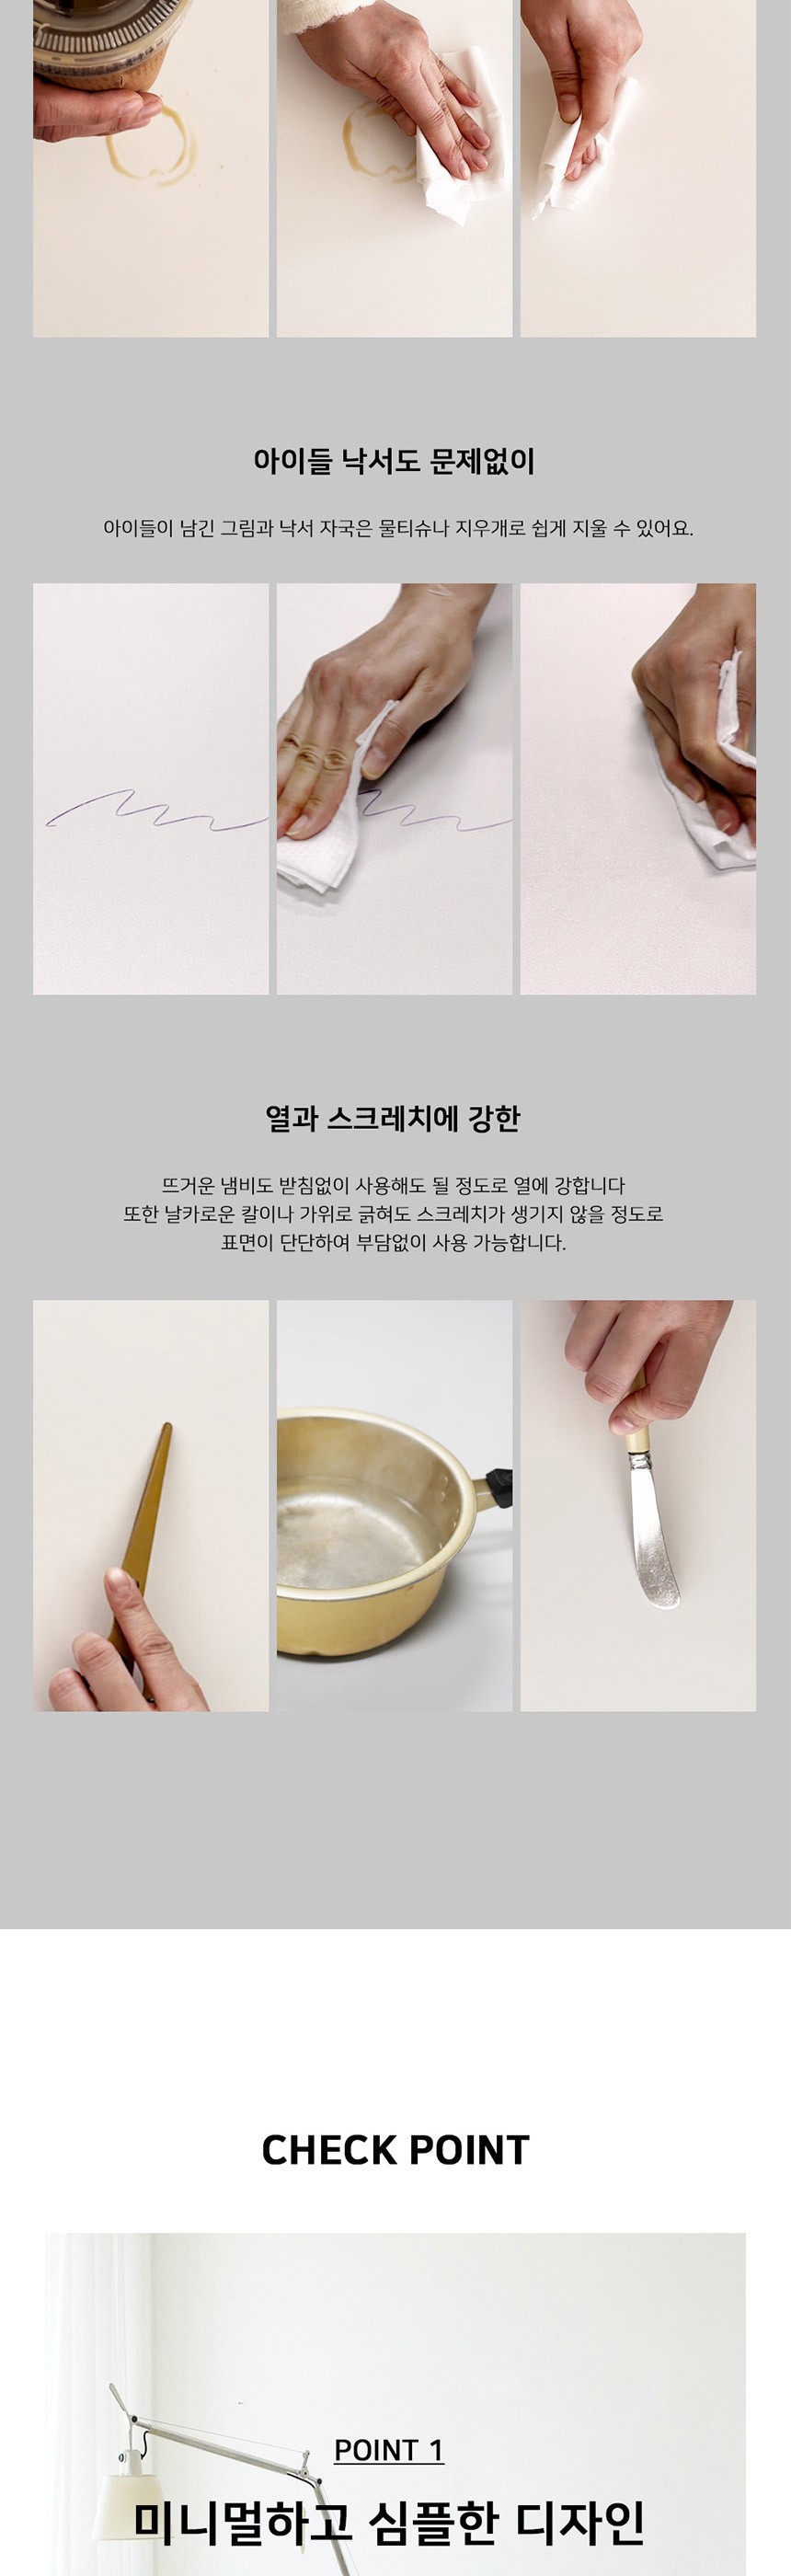 아이들 낙서도 문제없이
아이들이 남긴 그림과 낙서 자국은 물티슈나 지우개로 쉽게 지울 수 있어요.
열과 스크레치에 강한
뜨거운 냄비도 받침없이 사용해도 될 정도로 열에 강합니다
또한 날카로운 칼이나 가위로 긁혀도 스크레치가 생기지 않을 정도로
표면이 단단하여 부담없이 사용 가능합니다.
CHECK POINT
POINT 1
미니멀하고 심플한 디자인